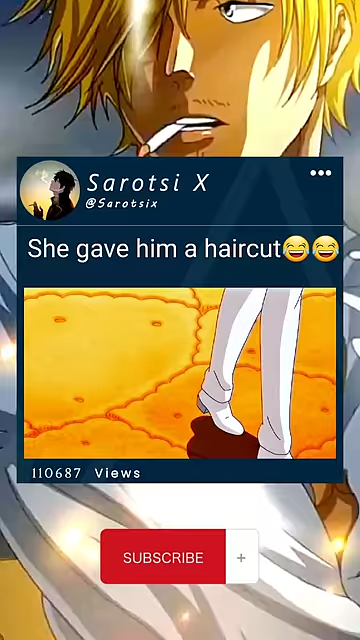 Sarotsi X
@Sarotsix
She gave him a haircut😂😂
110687 Views
SUBSCRIBE +